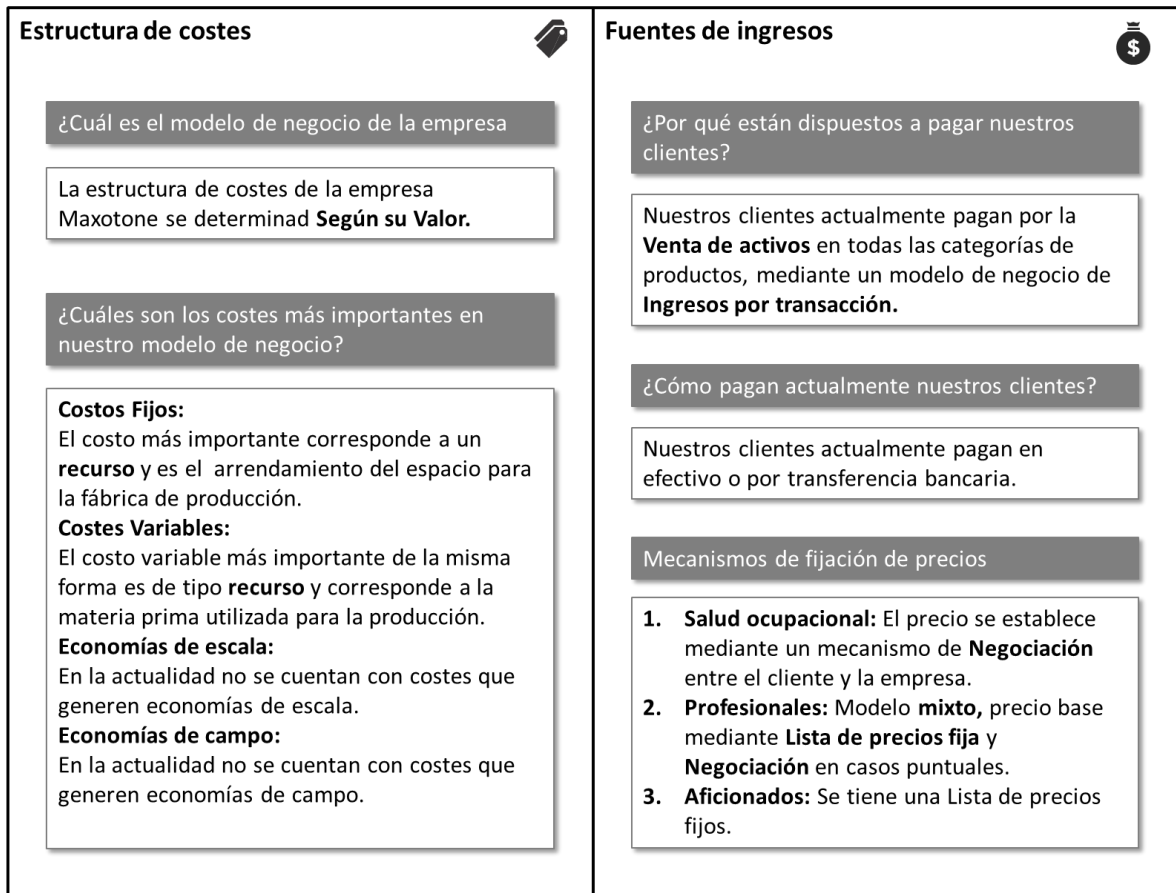 Estructura de costes
¿Cuál es el modelo de negocio de la empresa
La estructura de costes de la empresa
Maxotone se determinad Según su Valor.
¿Cuáles son los costes más importantes en
nuestro modelo de negocio?
Costos Fijos:
El costo más importante corresponde a un
recurso y es el arrendamiento del espacio para
la fábrica de producción.
Costes Variables:
El costo variable más importante de la misma
forma es de tipo recurso y corresponde a la
materia prima utilizada para la producción.
Economías de escala:
En la actualidad no se cuentan con costes que
generen economías de escala.
Economías de campo:
En la actualidad no se cuentan con costes que
generen economías de campo.
Fuentes de ingresos
$
¿Por qué están dispuestos a pagar nuestros
clientes?
Nuestros clientes actualmente pagan por la
Venta de activos en todas las categorías de
productos, mediante un modelo de negocio de
Ingresos por transacción.
¿Cómo pagan actualmente nuestros clientes?
Nuestros clientes actualmente pagan en
efectivo o por transferencia bancaria.
Mecanismos de fijación de precios
1. Salud ocupacional: El precio se establece
mediante un mecanismo de Negociación
entre el cliente y la empresa.
2. Profesionales: Modelo mixto, precio base
mediante Lista de precios fija y
Negociación en casos puntuales.
3. Aficionados: Se tiene una Lista de precios
fijos.